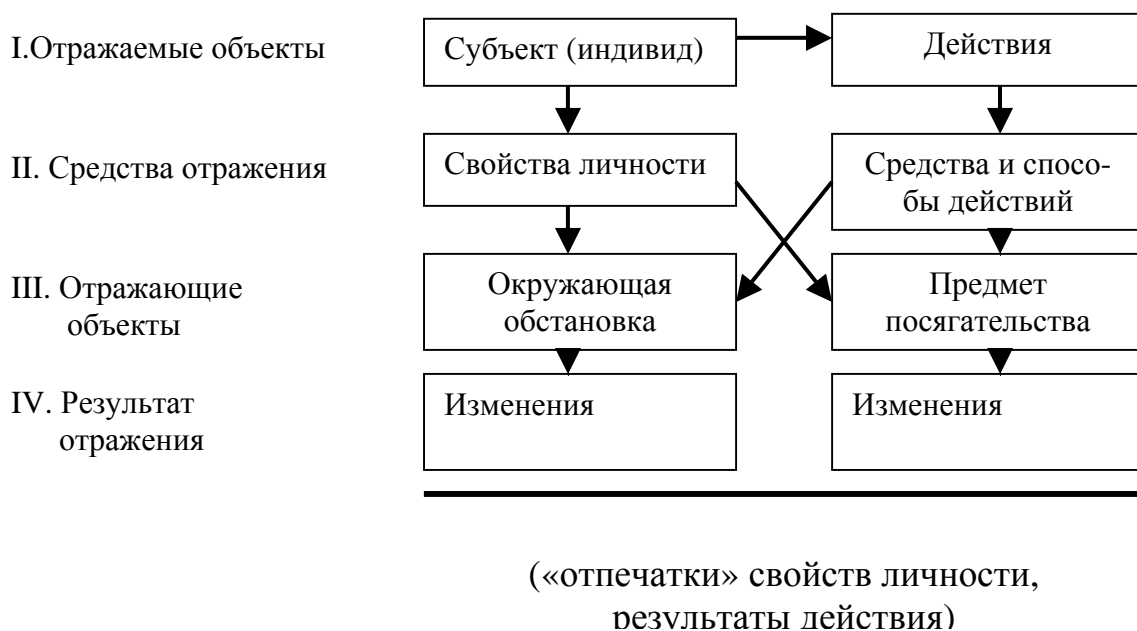 I.Отражаемые объекты
Субъект (индивид)
Действия
II. Средства отражения
Свойства личности
Средства и спосо-
бы действий
III. Отражающие
объекты
Окружающая
обстановка
Предмет
посягательства
IV. Результат
отражения
Изменения
Изменения
(«отпечатки» свойств личности,
результаты действия)